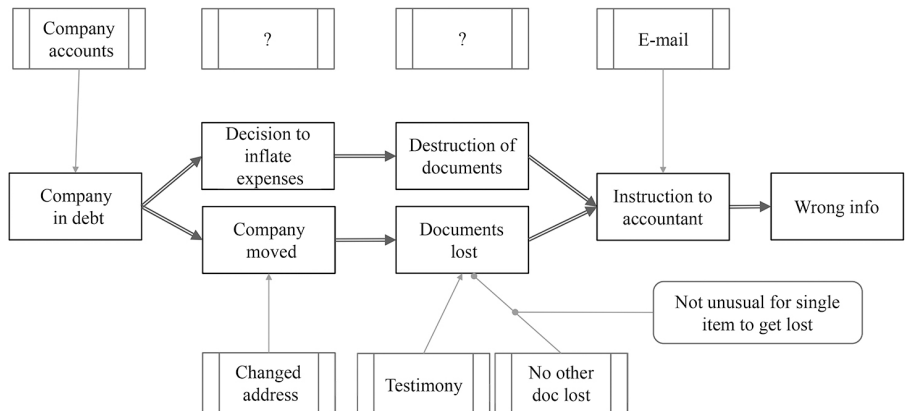 Company
accounts
?
?
E-mail
Decision to
inflate
expenses
Destruction of
documents
Company
in debt
Instruction to
accountant
Wrong info
Company
moved
Documents
lost
Not unusual for single
item to get lost
Changed
address
Testimony
No other
doc lost